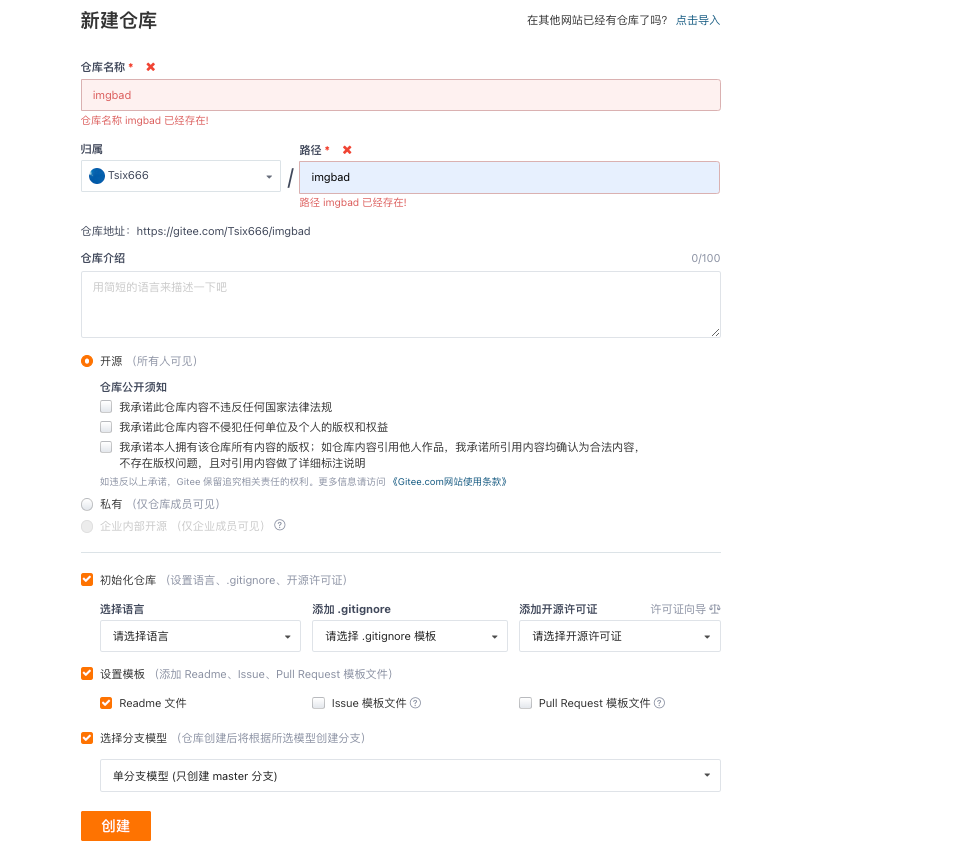 新建仓库
在其他网站已经有仓库了吗? 点击导入
仓库名称 * ✖
imgbad
仓库名称 imgbad 已经存在!
归属
路径 * ✖
Tsix666
/
imgbad
路径 imgbad 已经存在!
仓库地址：https://gitee.com/Tsix666/imgbad
仓库介绍
0/100
用简短的语言来描述一下吧
开源 （所有人可见）
仓库公开须知
我承诺此仓库内容不违反任何国家法律法规
我承诺此仓库内容不侵犯任何单位及个人的版权和权益
我承诺本人拥有该仓库所有内容的版权；如仓库内容引用他人作品，我承诺所引用内容均确认为合法内容，
不存在版权问题，且对引用内容做了详细标注说明
如违反以上承诺，Gitee 保留追究相关责任的权利。更多信息请访问 《Gitee.com网站使用条款》
私有 （仅仓库成员可见）
企业内部开源 （仅企业成员可见） ?
初始化仓库 （设置语言、.gitignore、开源许可证）
选择语言
添加 .gitignore
添加开源许可证
许可证向导
请选择语言
请选择 .gitignore 模板
请选择开源许可证
设置模板 （添加 Readme、Issue、Pull Request 模板文件）
Readme 文件
Issue 模板文件 ?
Pull Request 模板文件 ?
选择分支模型 （仓库创建后将根据所选模型创建分支）
单分支模型 (只创建 master 分支)
创建